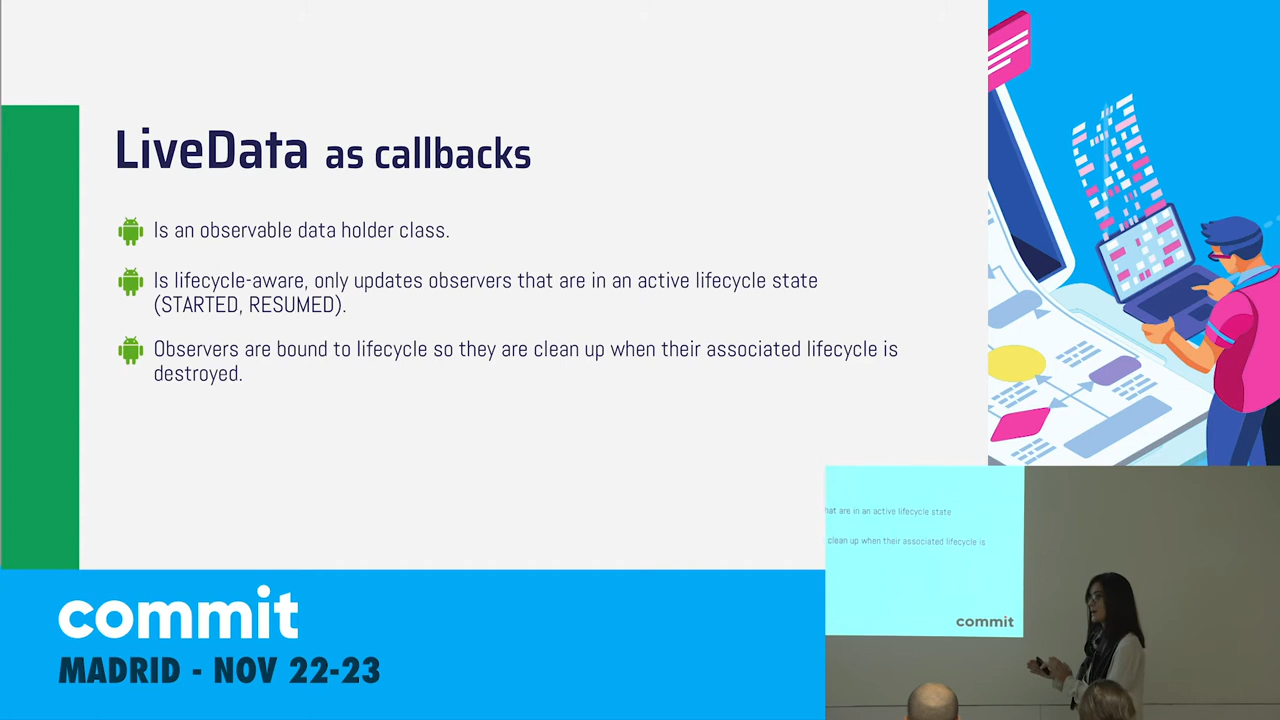 LiveData as callbacks
Is an observable data holder class.
Is lifecycle-aware, only updates observers that are in an active lifecycle state
(STARTED, RESUMED).
Observers are bound to lifecycle so they are clean up when their associated lifecycle is
destroyed.
hat are in an active lifecycle state
clean up when their associated lifecycle is
commit
commit
MADRID - NOV 22-23